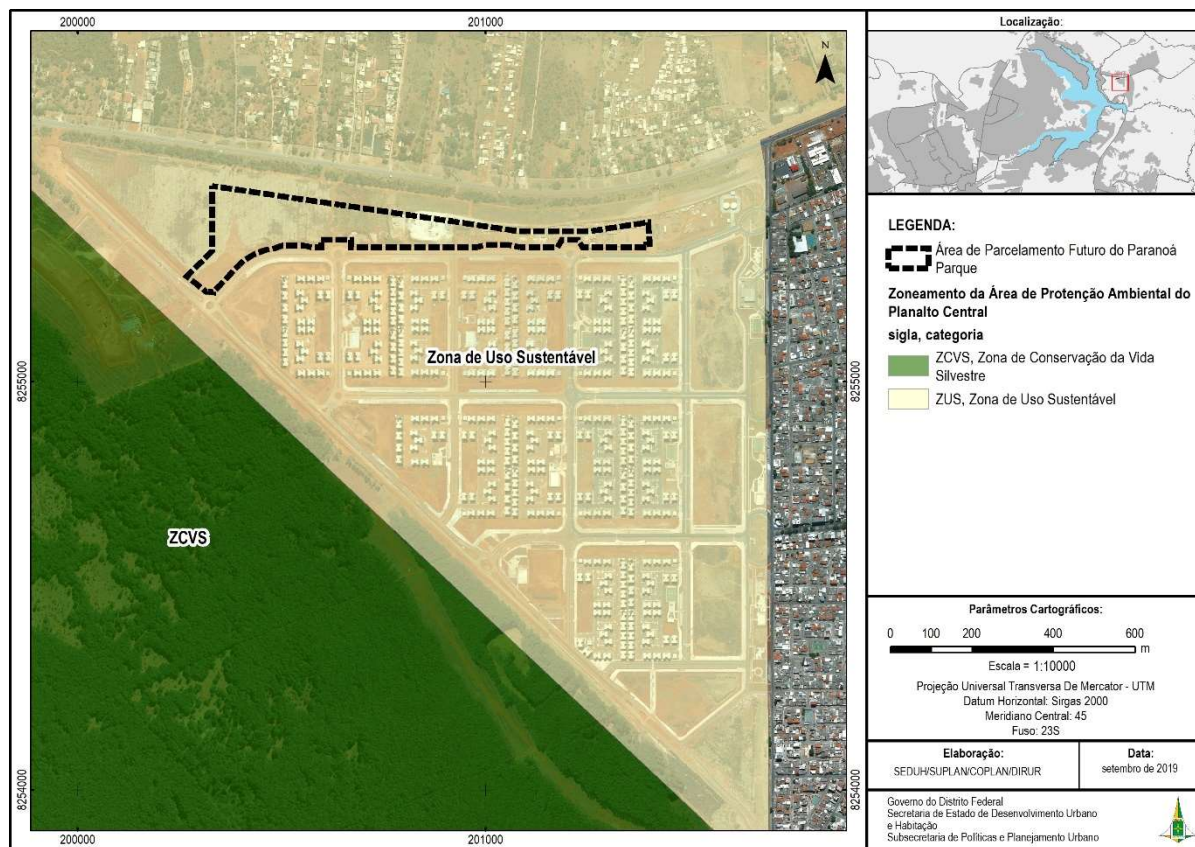 200000
201000
N
8255000
8255000
Zona de Uso Sustentável
ZCVS
8254000
8254000
200000
201000
Localização:
LEGENDA:
Área de Parcelamento Futuro do Paranoá
Parque
Zoneamento da Área de Protenção Ambiental do
Planalto Central
sigla, categoria
ZCVS, Zona de Conservação da Vida
Silvestre
ZUS, Zona de Uso Sustentável
Parâmetros Cartográficos:
0 100 200 400 600
m
Escala = 1:10000
Projeção Universal Transversa De Mercator - UTM
Datum Horizontal: Sirgas 2000
Meridiano Central: 45
Fuso: 23S
Elaboração:
SEDUH/SUPLAN/COPLAN/DIRUR
Data:
setembro de 2019
Governo do Distrito Federal
Secretaria de Estado de Desenvolvimento Urbano
e Habitação
Subsecretaria de Políticas e Planejamento Urbano